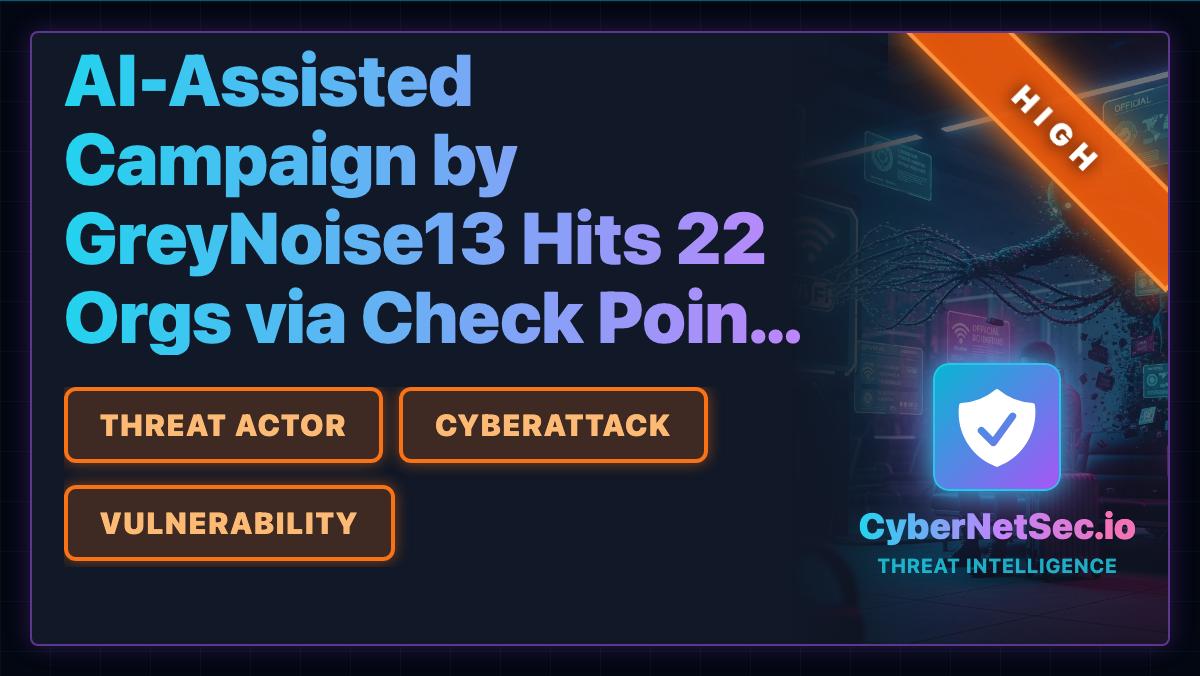 AI-Assisted
Campaign by
GreyNoise13 Hits 22
Orgs via Check Poin...
HIGH
OFFICIAL
THREAT ACTOR
CYBERATTACK
VULNERABILITY
CyberNetSec.io
THREAT INTELLIGENCE